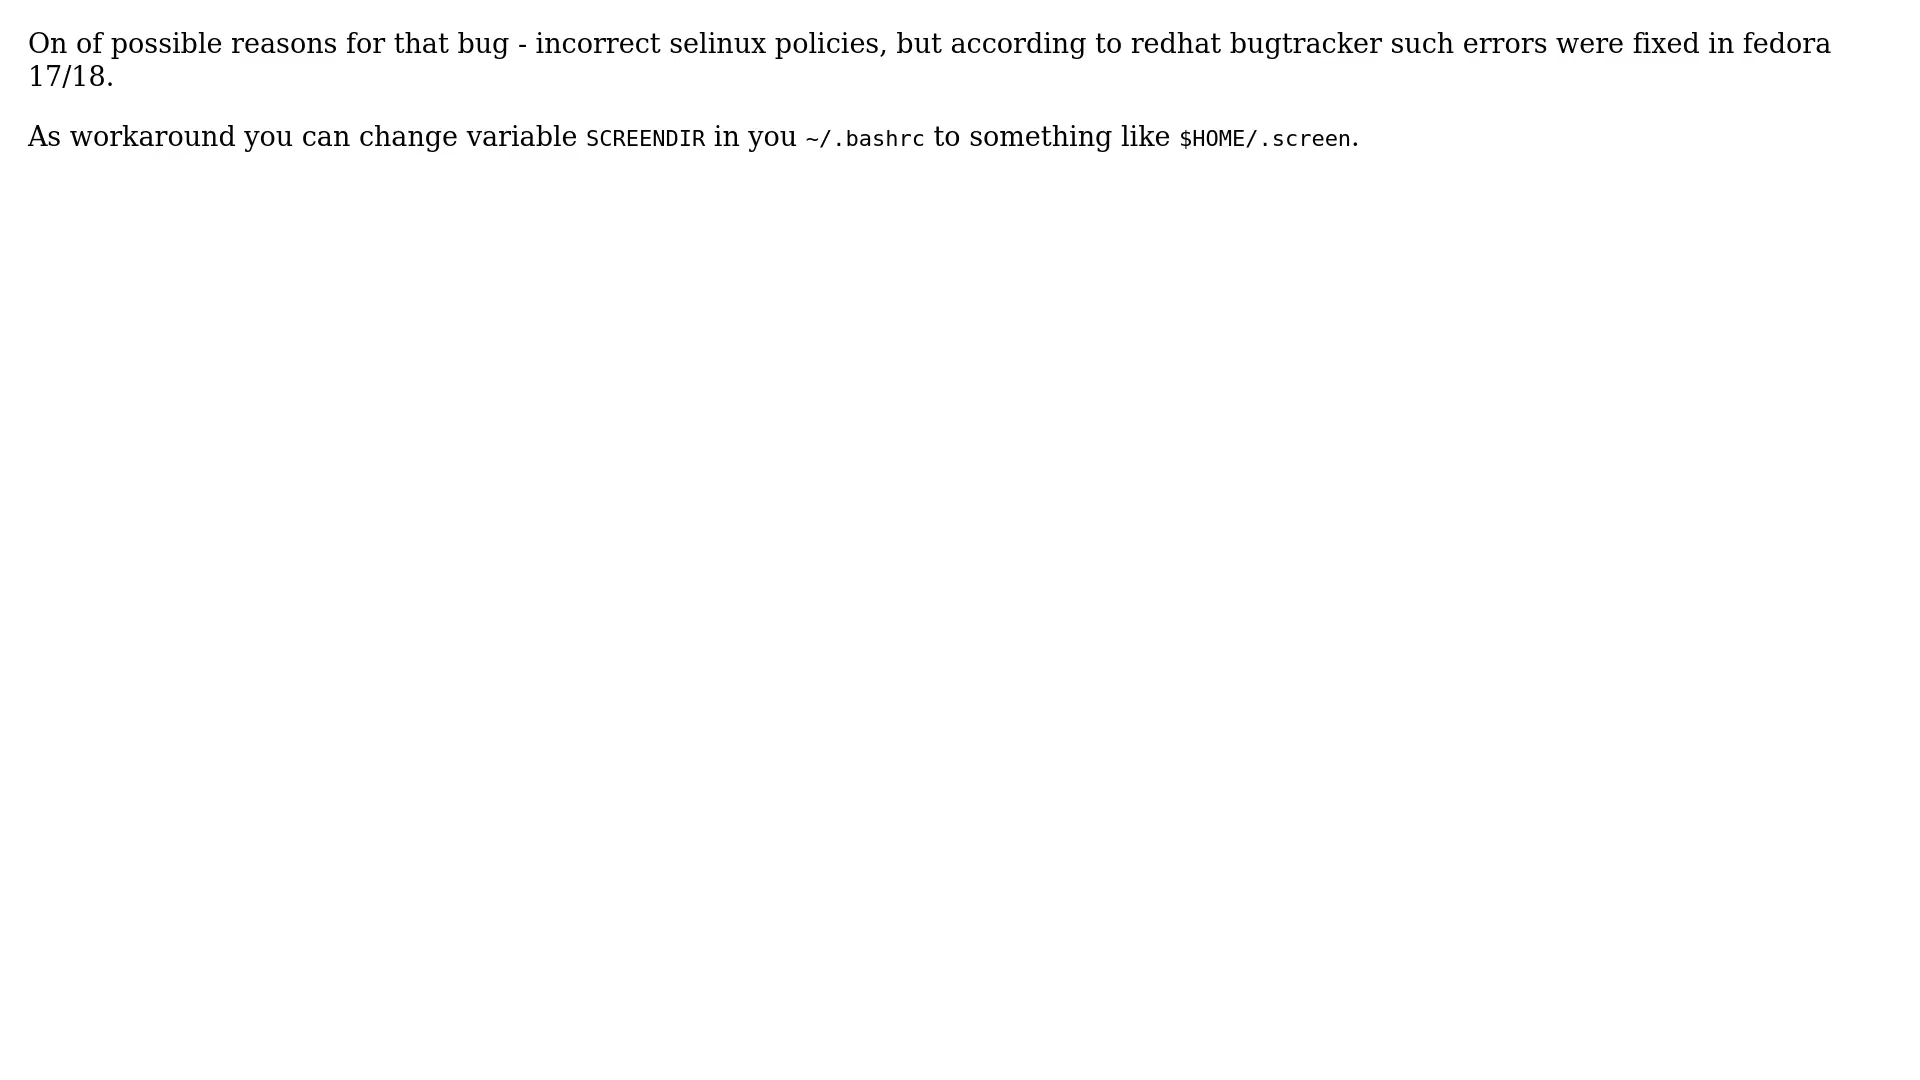 On of possible reasons for that bug - incorrect selinux policies, but according to redhat bugtracker such errors were fixed in fedora
17/18.
As workaround you can change variable SCREENDIR in you ~/.bashrc to something like $HOME/.screen.